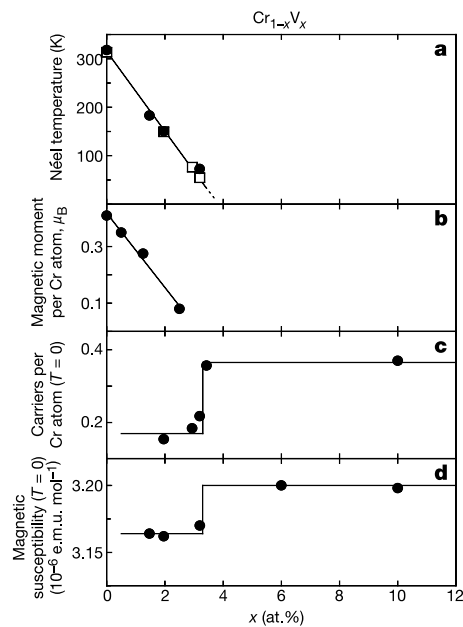 Cr₁₋ₓVₓ
a
Néel temperature (K)
300
200
100
b
Magnetic moment
per Cr atom, μB
0.3
0.1
c
Carriers per
Cr atom (T = 0)
0.4
0.2
d
Magnetic
susceptibility (T = 0)
(10⁻⁶ e.m.u. mol⁻¹)
3.20
3.15
0 2 4 6 8 10 12
x (at.%)